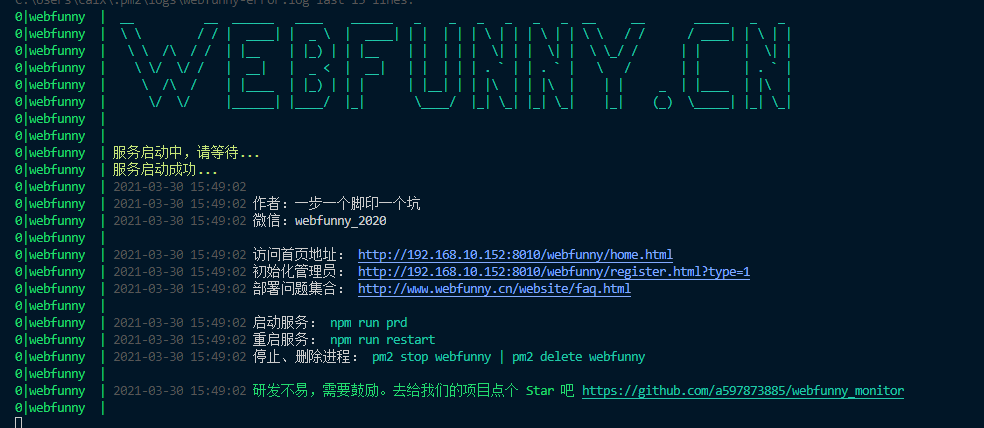 C:\Users\caix\.pm2\logs\webfunny-error.log last 15 lines:
0|webfunny |
0|webfunny |
0|webfunny |
0|webfunny |
0|webfunny |
0|webfunny |
WEBFUNNY.CN
0|webfunny |
0|webfunny |
0|webfunny | 服务启动中，请等待...
0|webfunny | 服务启动成功...
0|webfunny | 2021-03-30 15:49:02
0|webfunny | 2021-03-30 15:49:02 作者：一步一个脚印一个坑
0|webfunny | 2021-03-30 15:49:02 微信：webfunny_2020
0|webfunny |
0|webfunny | 2021-03-30 15:49:02 访问首页地址： http://192.168.10.152:8010/webfunny/home.html
0|webfunny | 2021-03-30 15:49:02 初始化管理员： http://192.168.10.152:8010/webfunny/register.html?type=1
0|webfunny | 2021-03-30 15:49:02 部署问题集合： http://www.webfunny.cn/website/faq.html
0|webfunny |
0|webfunny | 2021-03-30 15:49:02 启动服务： npm run prd
0|webfunny | 2021-03-30 15:49:02 重启服务： npm run restart
0|webfunny | 2021-03-30 15:49:02 停止、删除进程： pm2 stop webfunny | pm2 delete webfunny
0|webfunny |
0|webfunny | 2021-03-30 15:49:02 研发不易，需要鼓励。去给我们的项目点个 Star 吧 https://github.com/a597873885/webfunny_monitor
0|webfunny |